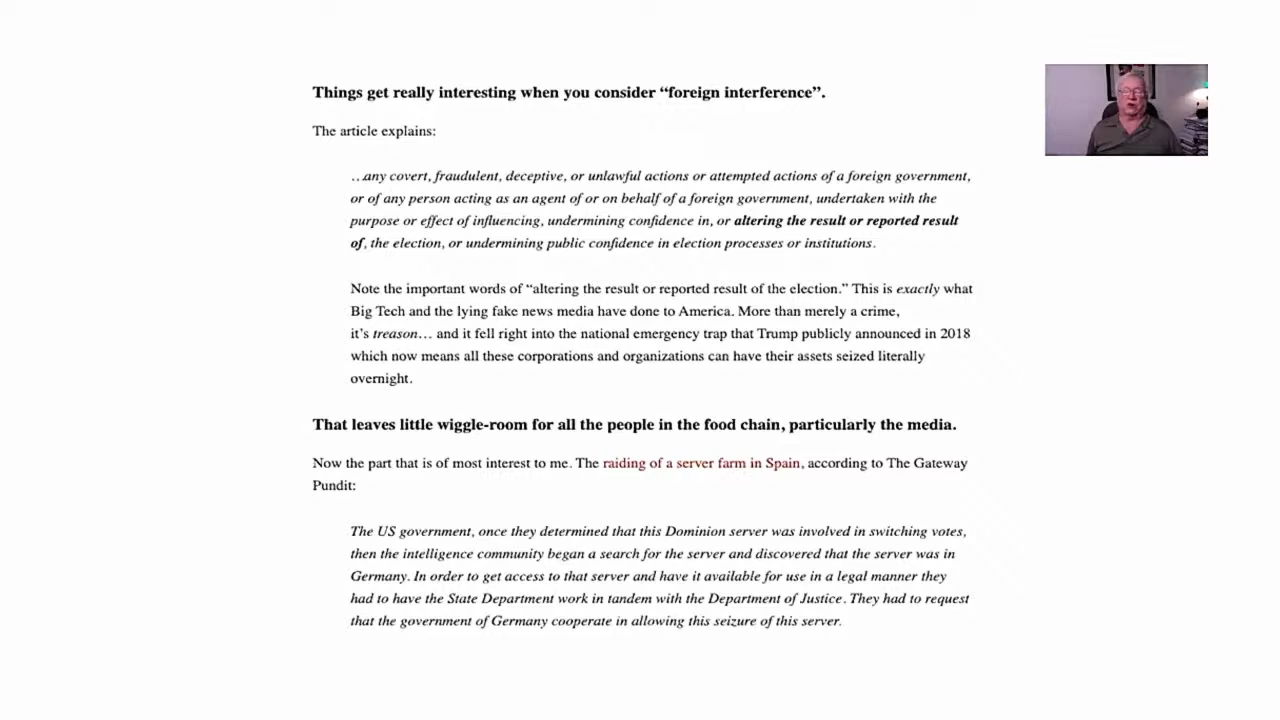 Things get really interesting when you consider “foreign interference”.
The article explains:
…any covert, fraudulent, deceptive, or unlawful actions or attempted actions of a foreign government,
or of any person acting as an agent of or on behalf of a foreign government, undertaken with the
purpose or effect of influencing, undermining confidence in, or altering the result or reported result
of, the election, or undermining public confidence in election processes or institutions.
Note the important words of “altering the result or reported result of the election.” This is exactly what
Big Tech and the lying fake news media have done to America. More than merely a crime,
it’s treason… and it fell right into the national emergency trap that Trump publicly announced in 2018
which now means all these corporations and organizations can have their assets seized literally
overnight.
That leaves little wiggle-room for all the people in the food chain, particularly the media.
Now the part that is of most interest to me. The raiding of a server farm in Spain, according to The Gateway
Pundit:
The US government, once they determined that this Dominion server was involved in switching votes,
then the intelligence community began a search for the server and discovered that the server was in
Germany. In order to get access to that server and have it available for use in a legal manner they
had to have the State Department work in tandem with the Department of Justice. They had to request
that the government of Germany cooperate in allowing this seizure of this server.